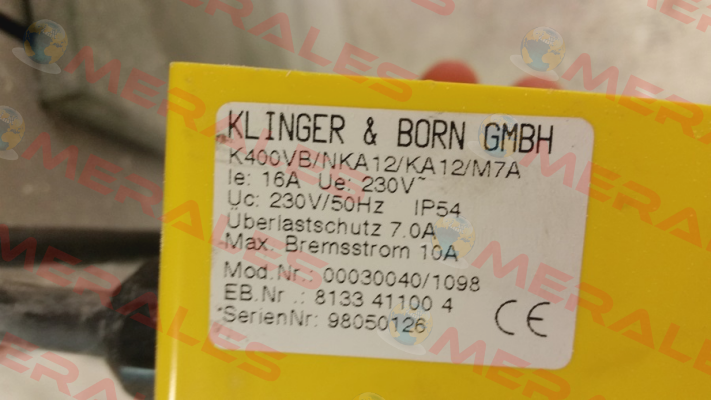 MERALES
KLINGER & BORN GMBH
K400VB/NKA12/KA12/M7A
Ie: 16A Ue: 230V~
Uc: 230V/50Hz IP54
Überlastschutz 7.0A
Max. Bremsstrom 10A
Mod.Nr.: 00030040/1098
EB.Nr .: 8133 41100 4
SerienNr: 98050126
CE